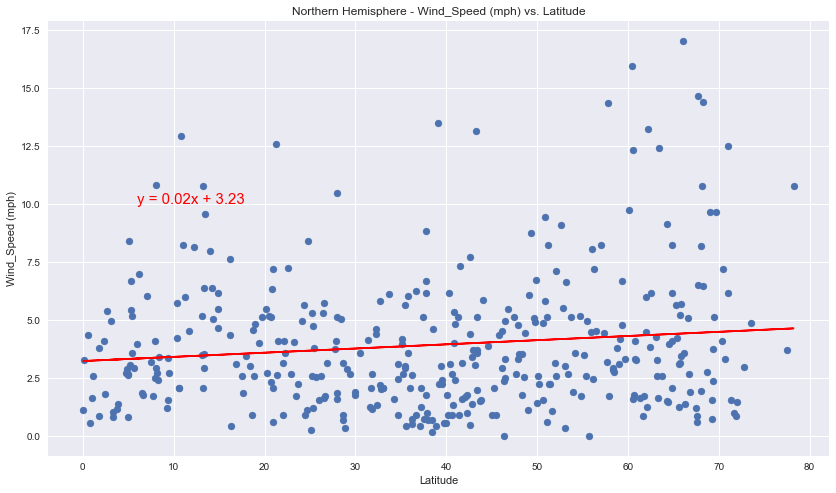 Northern Hemisphere - Wind_Speed (mph) vs. Latitude
Wind_Speed (mph)
17.5
15.0
12.5
10.0
7.5
5.0
2.5
0.0
y = 0.02x + 3.23
0 10 20 30 40 50 60 70 80
Latitude